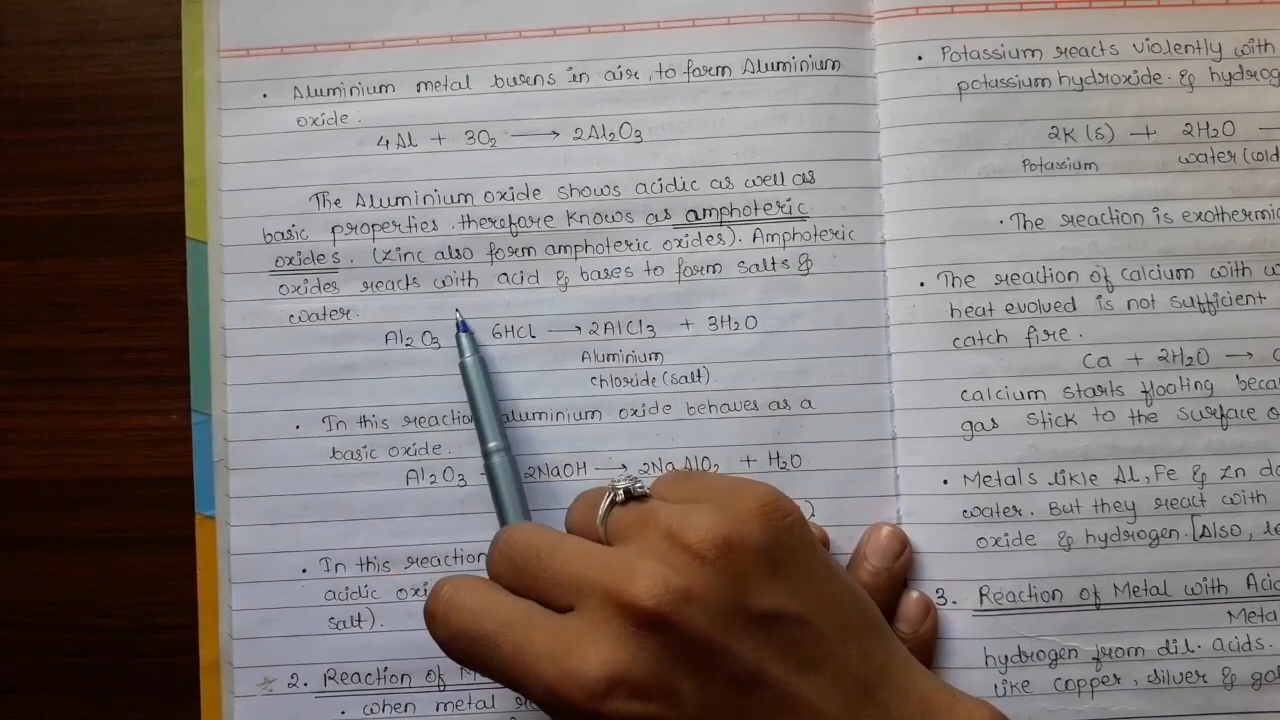 . Aluminium metal burns in air, to form Aluminium
oxide :
4Al + 3O₂ ⟶ 2Al₂O₃
The Aluminium oxide shows acidic as well as
basic properties. therefore knows as amphoteric
oxides. (zinc also form amphoteric oxides). Amphoteric
oxides reacts with acid & bases to form salts &
water.
Al₂O₃ 6HCl ⟶ 2AlCl₃ + 3H₂O
Aluminium
chloride (salt).
. In this reaction aluminium oxide behaves as a
basic oxide.
Al₂O₃ 2NaOH ⟶ 2NaAlO₂ + H₂O
)
. In this reaction
acidic oxi
salt).
2. Reaction of M
. when metal
. Potassium reacts violently with
potassium hydroxide. & hydrog
2K (s) + 2H₂O ⟶
Potassium water (cold
. The reaction is exothermi
. The reaction of calcium with w
heat evolved is not sufficient
catch fire.
Ca + 2H₂O ⟶
calcium starts floating beca
gas stick to the surface o
. Metals likle Al, Fe & Zn do
water. But they react with
oxide & hydrogen. [Also, le
3. Reaction of Metal with Acid
Meta
hydrogen from dil. acids.
like copper, silver & go